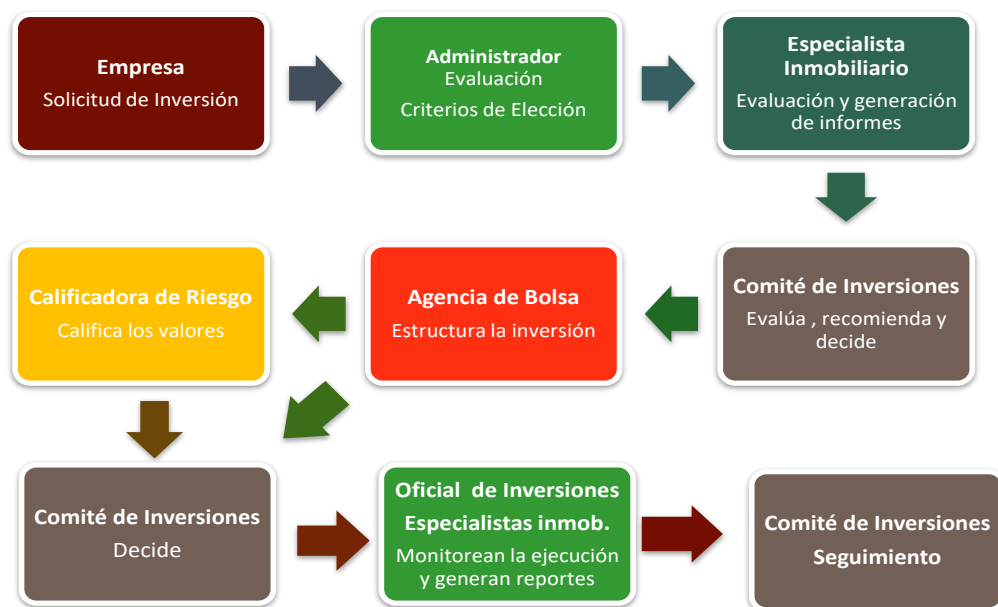 Empresa
Solicitud de Inversión
Administrador
Evaluación
Criterios de Elección
Especialista
Inmobiliario
Evaluación y generación
de informes
Calificadora de Riesgo
Califica los valores
Agencia de Bolsa
Estructura la inversión
Comité de Inversiones
Evalúa , recomienda y
decide
Comité de Inversiones
Decide
Oficial de Inversiones
Especialistas inmob.
Monitorean la ejecución
y generan reportes
Comité de Inversiones
Seguimiento